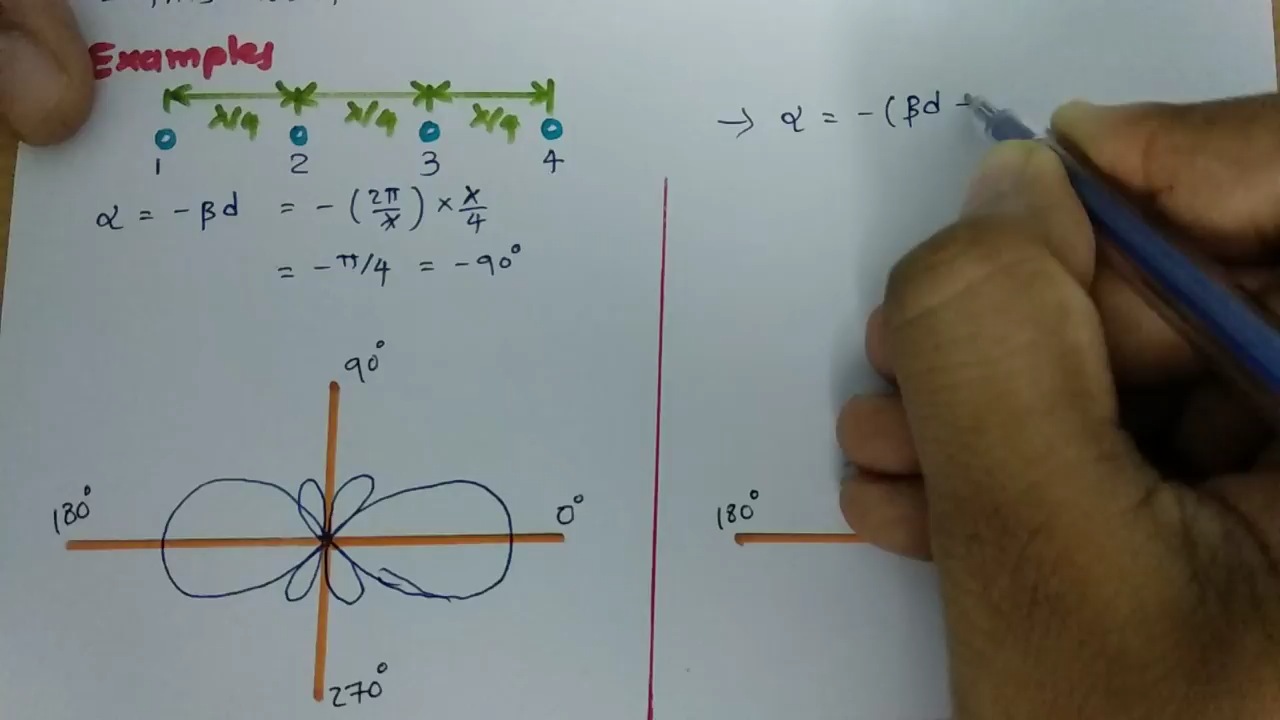 Examples
λ/4 λ/4 λ/4
1 2 3 4
α = -βd = -(2π/λ) × λ/4
= -π/4 = -90°
90°
180° 0°
270°
→ α = -(βd -
180°